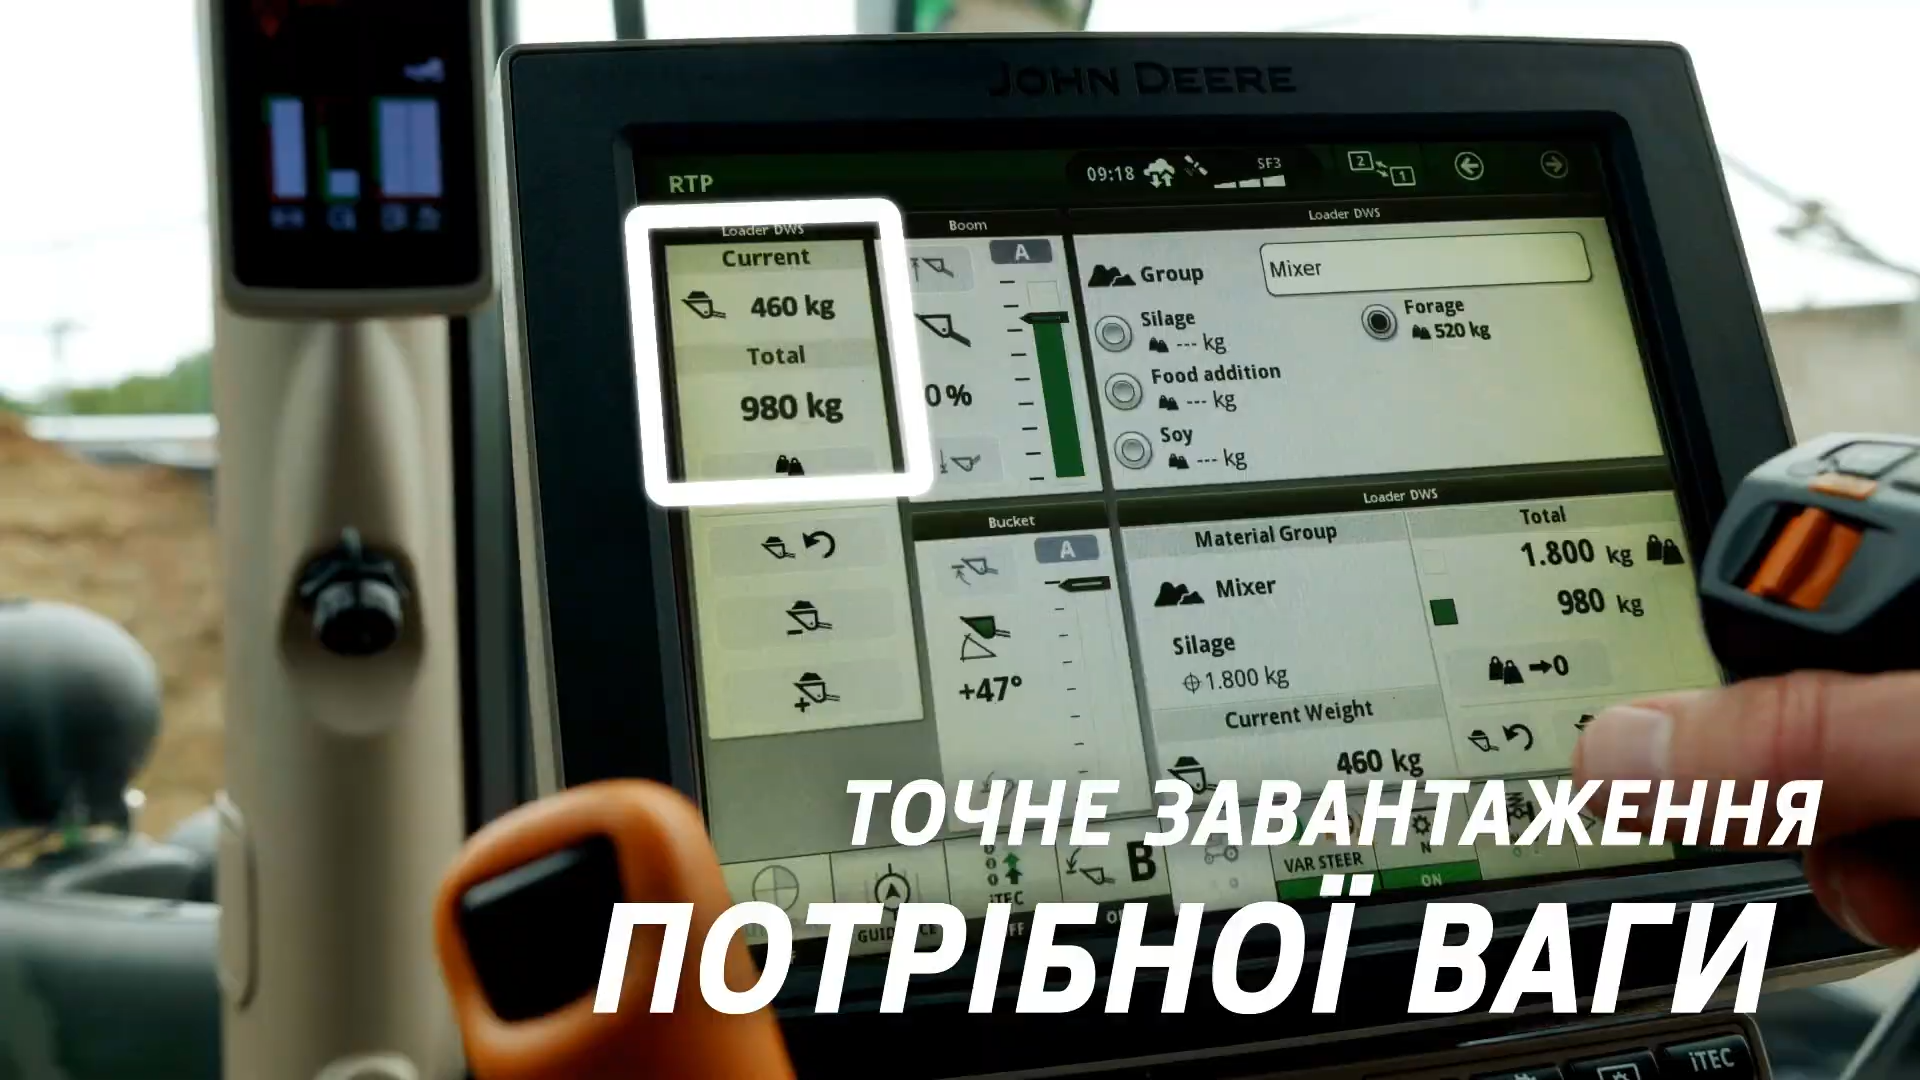 JOHN DEERE
RTP
09:18
SF3
2
1
Loader DWS
Current
460 kg
Total
980 kg
Boom
A
0%
Loader DWS
Group
Mixer
Silage
--- kg
Forage
520 kg
Food addition
--- kg
Soy
--- kg
Bucket
A
+47°
Loader DWS
Material Group
Mixer
Silage
1.800 kg
Current Weight
460 kg
Total
1.800 kg
980 kg
→0
B
VAR STEER
N
ON
iTEC
ТОЧНЕ ЗАВАНТАЖЕННЯ
ПОТРІБНОЇ ВАГИ
iTEC